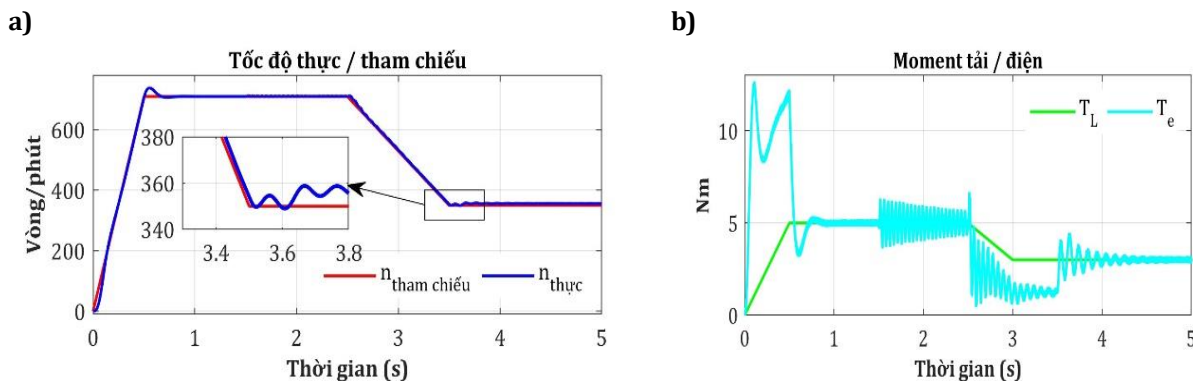 a)
Tốc độ thực / tham chiếu
Vòng/phút
600
400
200
0
380
360
340
3.4
3.6
3.8
n tham chiếu
n thực
0
1
2
3
4
5
Thời gian (s)
b)
Moment tải / điện
Nm
10
5
0
T_L
T_e
0
1
2
3
4
5
Thời gian (s)